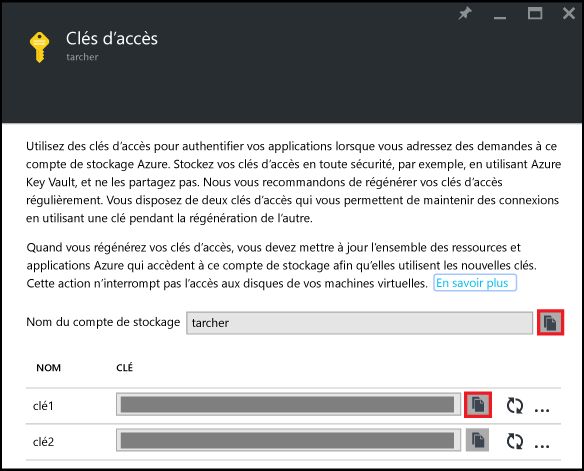 Clés d’accès
tarcher
Utilisez des clés d’accès pour authentifier vos applications lorsque vous adressez des demandes à ce
compte de stockage Azure. Stockez vos clés d’accès en toute sécurité, par exemple, en utilisant Azure
Key Vault, et ne les partagez pas. Nous vous recommandons de régénérer vos clés d’accès
régulièrement. Vous disposez de deux clés d’accès qui vous permettent de maintenir des connexions
en utilisant une clé pendant la régénération de l’autre.
Quand vous régénérez vos clés d’accès, vous devez mettre à jour l’ensemble des ressources et
applications Azure qui accèdent à ce compte de stockage afin qu’elles utilisent les nouvelles clés.
Cette action n’interrompt pas l’accès aux disques de vos machines virtuelles. En savoir plus
Nom du compte de stockage tarcher
NOM CLÉ
clé1
clé2